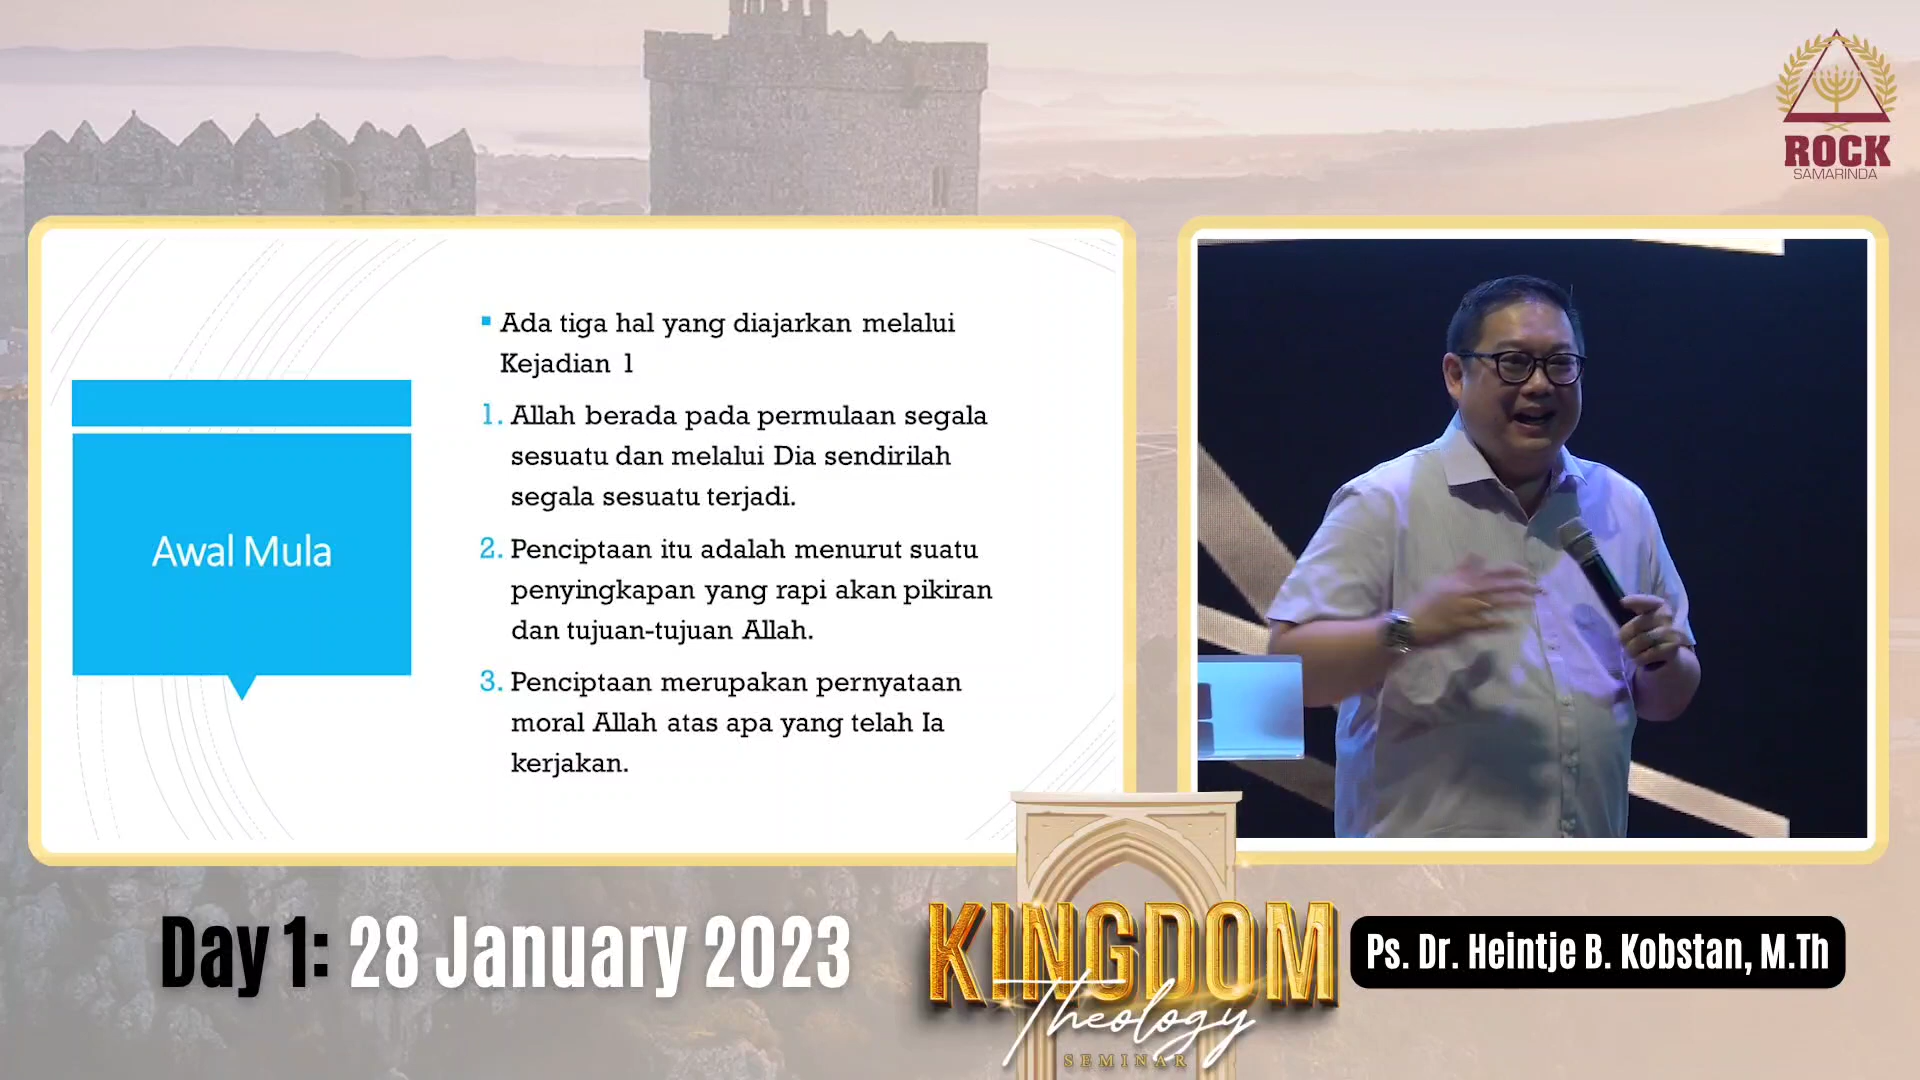 ROCK
SAMARINDA
Awal Mula
Ada tiga hal yang diajarkan melalui
Kejadian 1
1. Allah berada pada permulaan segala
sesuatu dan melalui Dia sendirilah
segala sesuatu terjadi.
2. Penciptaan itu adalah menurut suatu
penyingkapan yang rapi akan pikiran
dan tujuan-tujuan Allah.
3. Penciptaan merupakan pernyataan
moral Allah atas apa yang telah Ia
kerjakan.
Day 1: 28 January 2023
KINGDOM
Theology
SEMINAR
Ps. Dr. Heintje B. Kobstan, M.Th